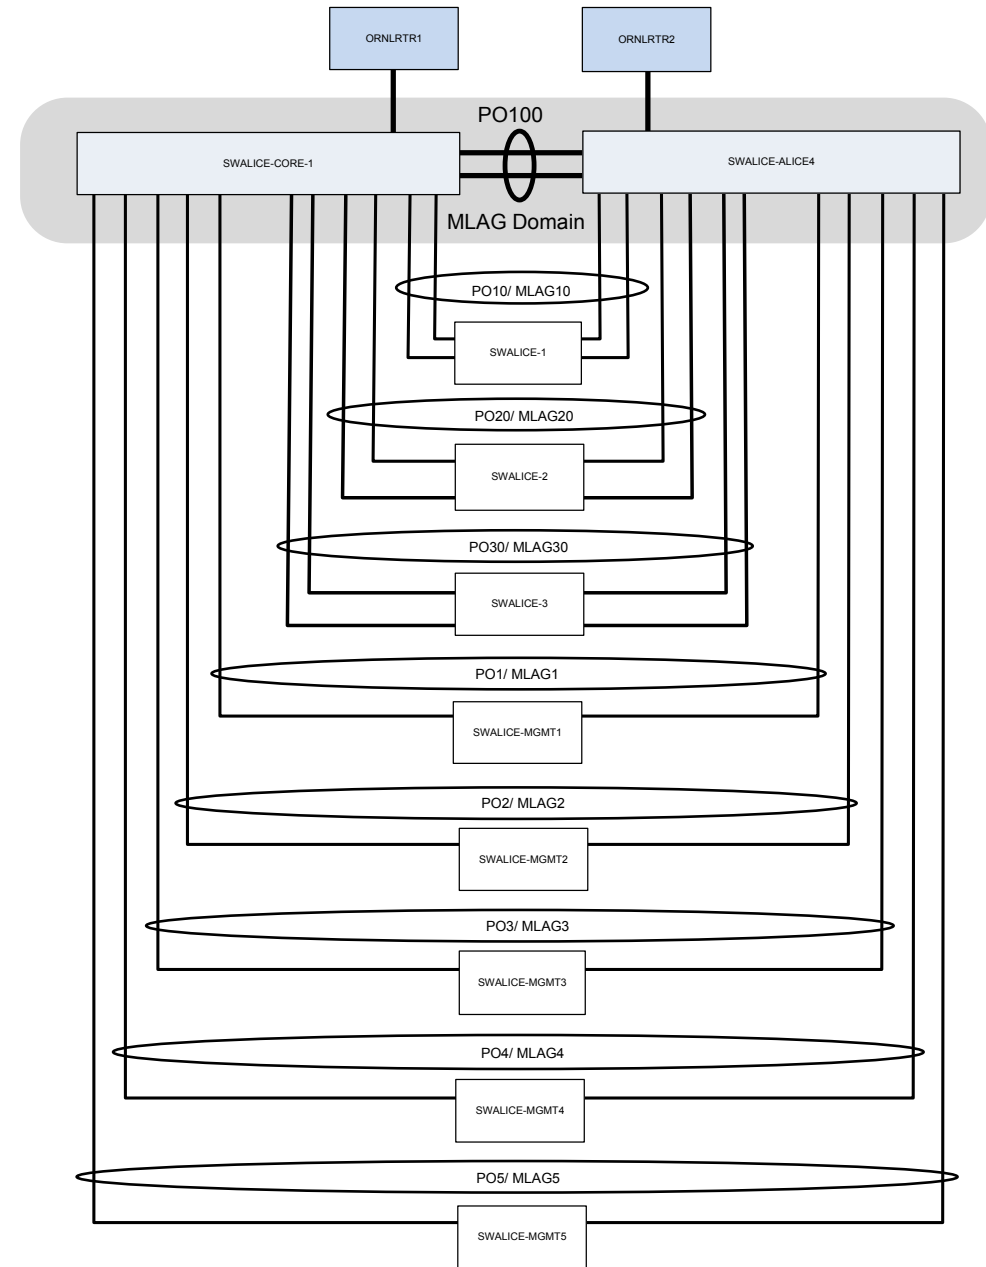 ORNLRTR1
ORNLRTR2
PO100
SWALICE-CORE-1
SWALICE-ALICE4
MLAG Domain
PO10/ MLAG10
SWALICE-1
PO20/ MLAG20
SWALICE-2
PO30/ MLAG30
SWALICE-3
PO1/ MLAG1
SWALICE-MGMT1
PO2/ MLAG2
SWALICE-MGMT2
PO3/ MLAG3
SWALICE-MGMT3
PO4/ MLAG4
SWALICE-MGMT4
PO5/ MLAG5
SWALICE-MGMT5